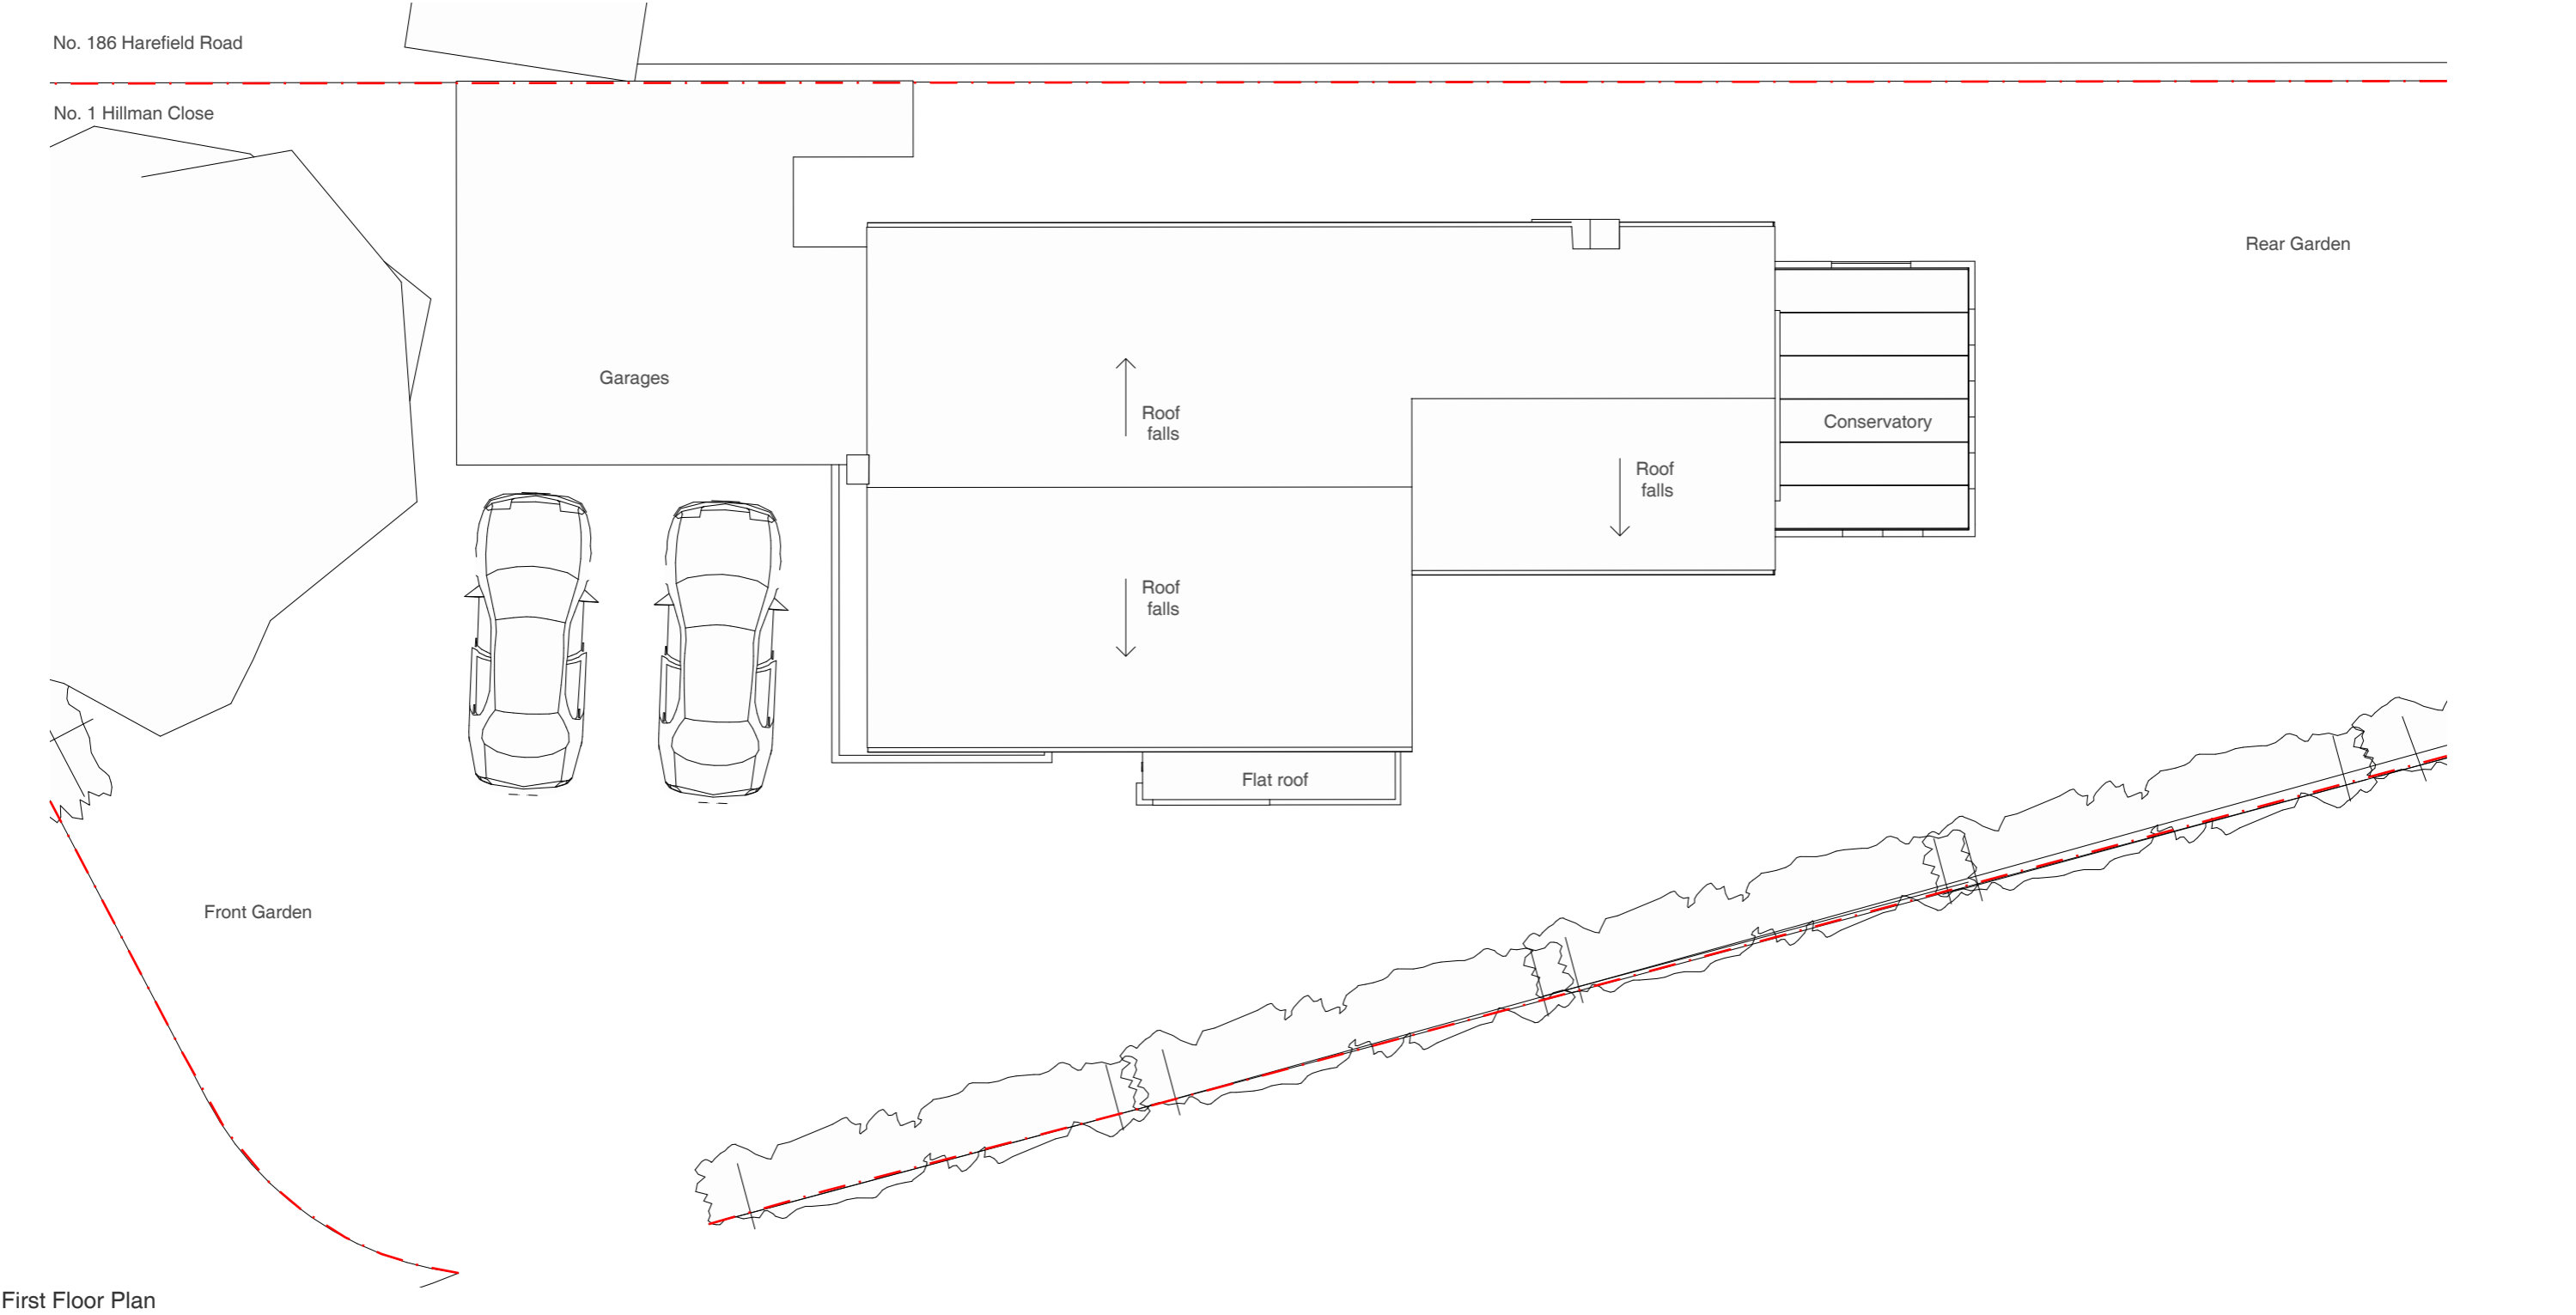 No. 186 Harefield Road
No. 1 Hillman Close
Rear Garden
Garages
Roof
falls
Conservatory
Roof
falls
Roof
falls
Flat roof
Front Garden
First Floor Plan